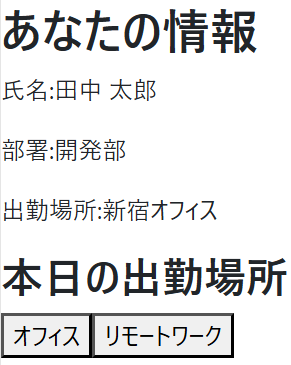 あなたの情報
氏名:田中 太郎
部署:開発部
出勤場所:新宿オフィス
本日の出勤場所
オフィス リモートワーク